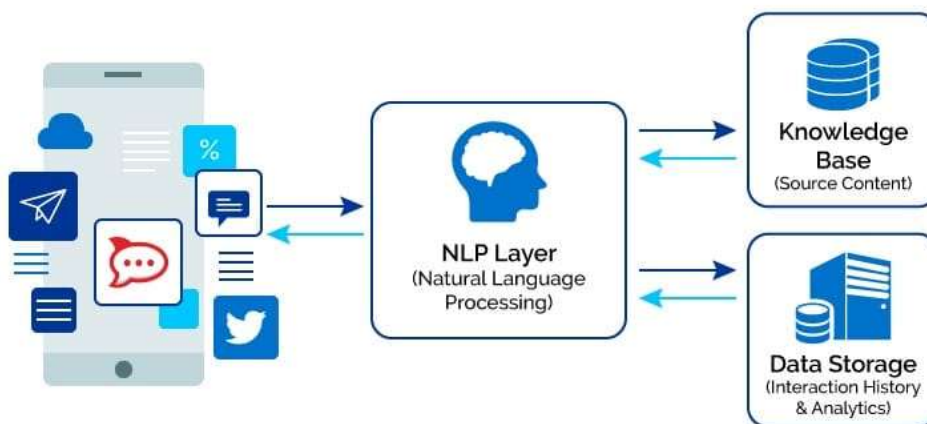 %
NLP Layer
(Natural Language
Processing)
Knowledge
Base
(Source Content)
Data Storage
(Interaction History
& Analytics)